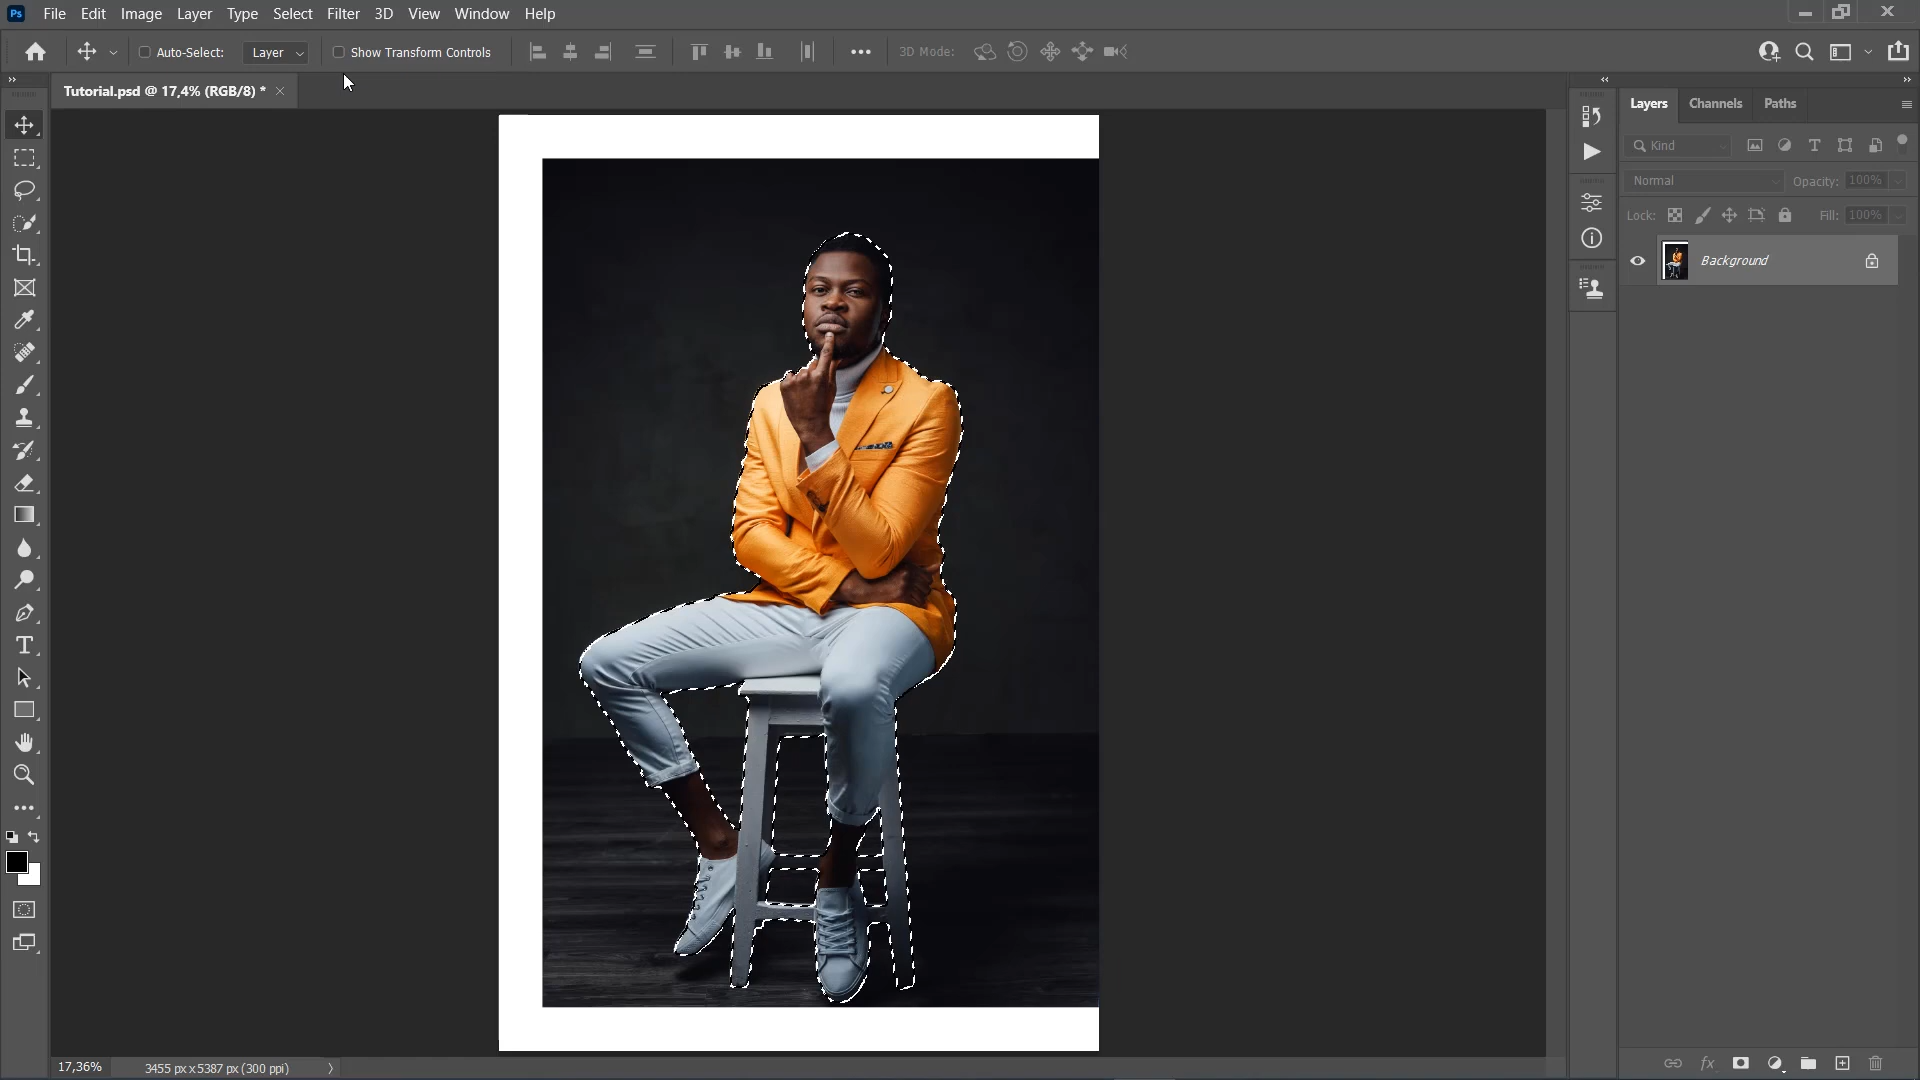 Ps File Edit Image Layer Type Select Filter 3D View Window Help
Auto-Select: Layer Show Transform Controls 3D Mode:
Tutorial.psd @ 17,4% (RGB/8) *
Layers Channels Paths
Kind
Normal Opacity: 100%
Lock: Fill: 100%
Background
17,36% 3455 px x 5387 px (300 ppi)